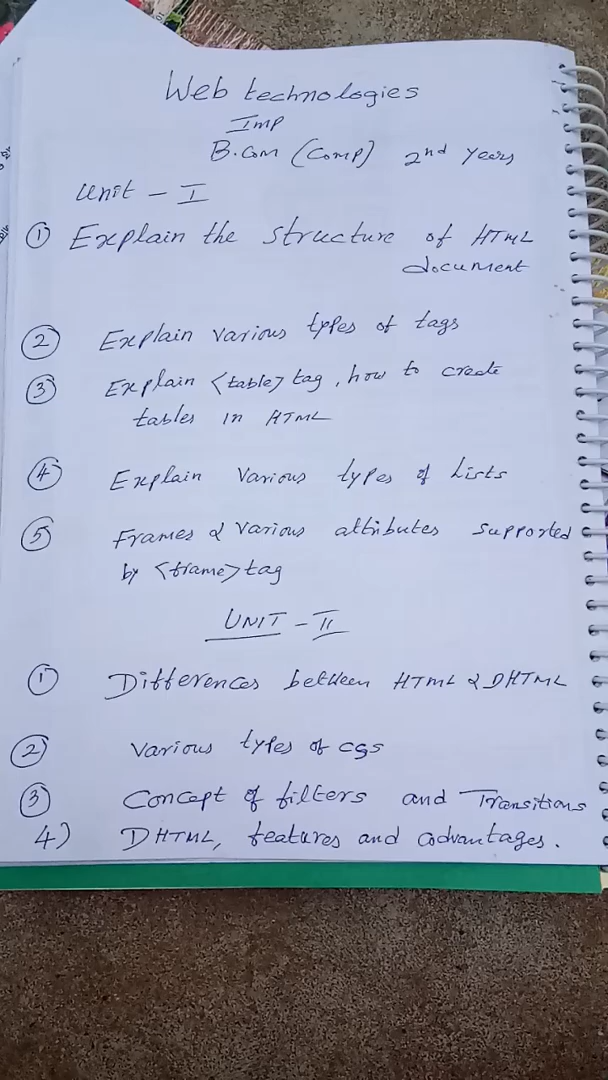 Web technologies
Imp
B.Com (Comp) 2nd years
Unit - I
① Explain the structure of HTML
document
② Explain various types of tags
③ Explain <table> tag, how to create
tables in HTML
④ Explain various types of Lists
⑤ Frames & various attributes supported
by <frame> tag
UNIT - II
① Differences between HTML & DHTML
② various types of CSS
③ Concept of filters and Transitions
4) DHTML, features and advantages.